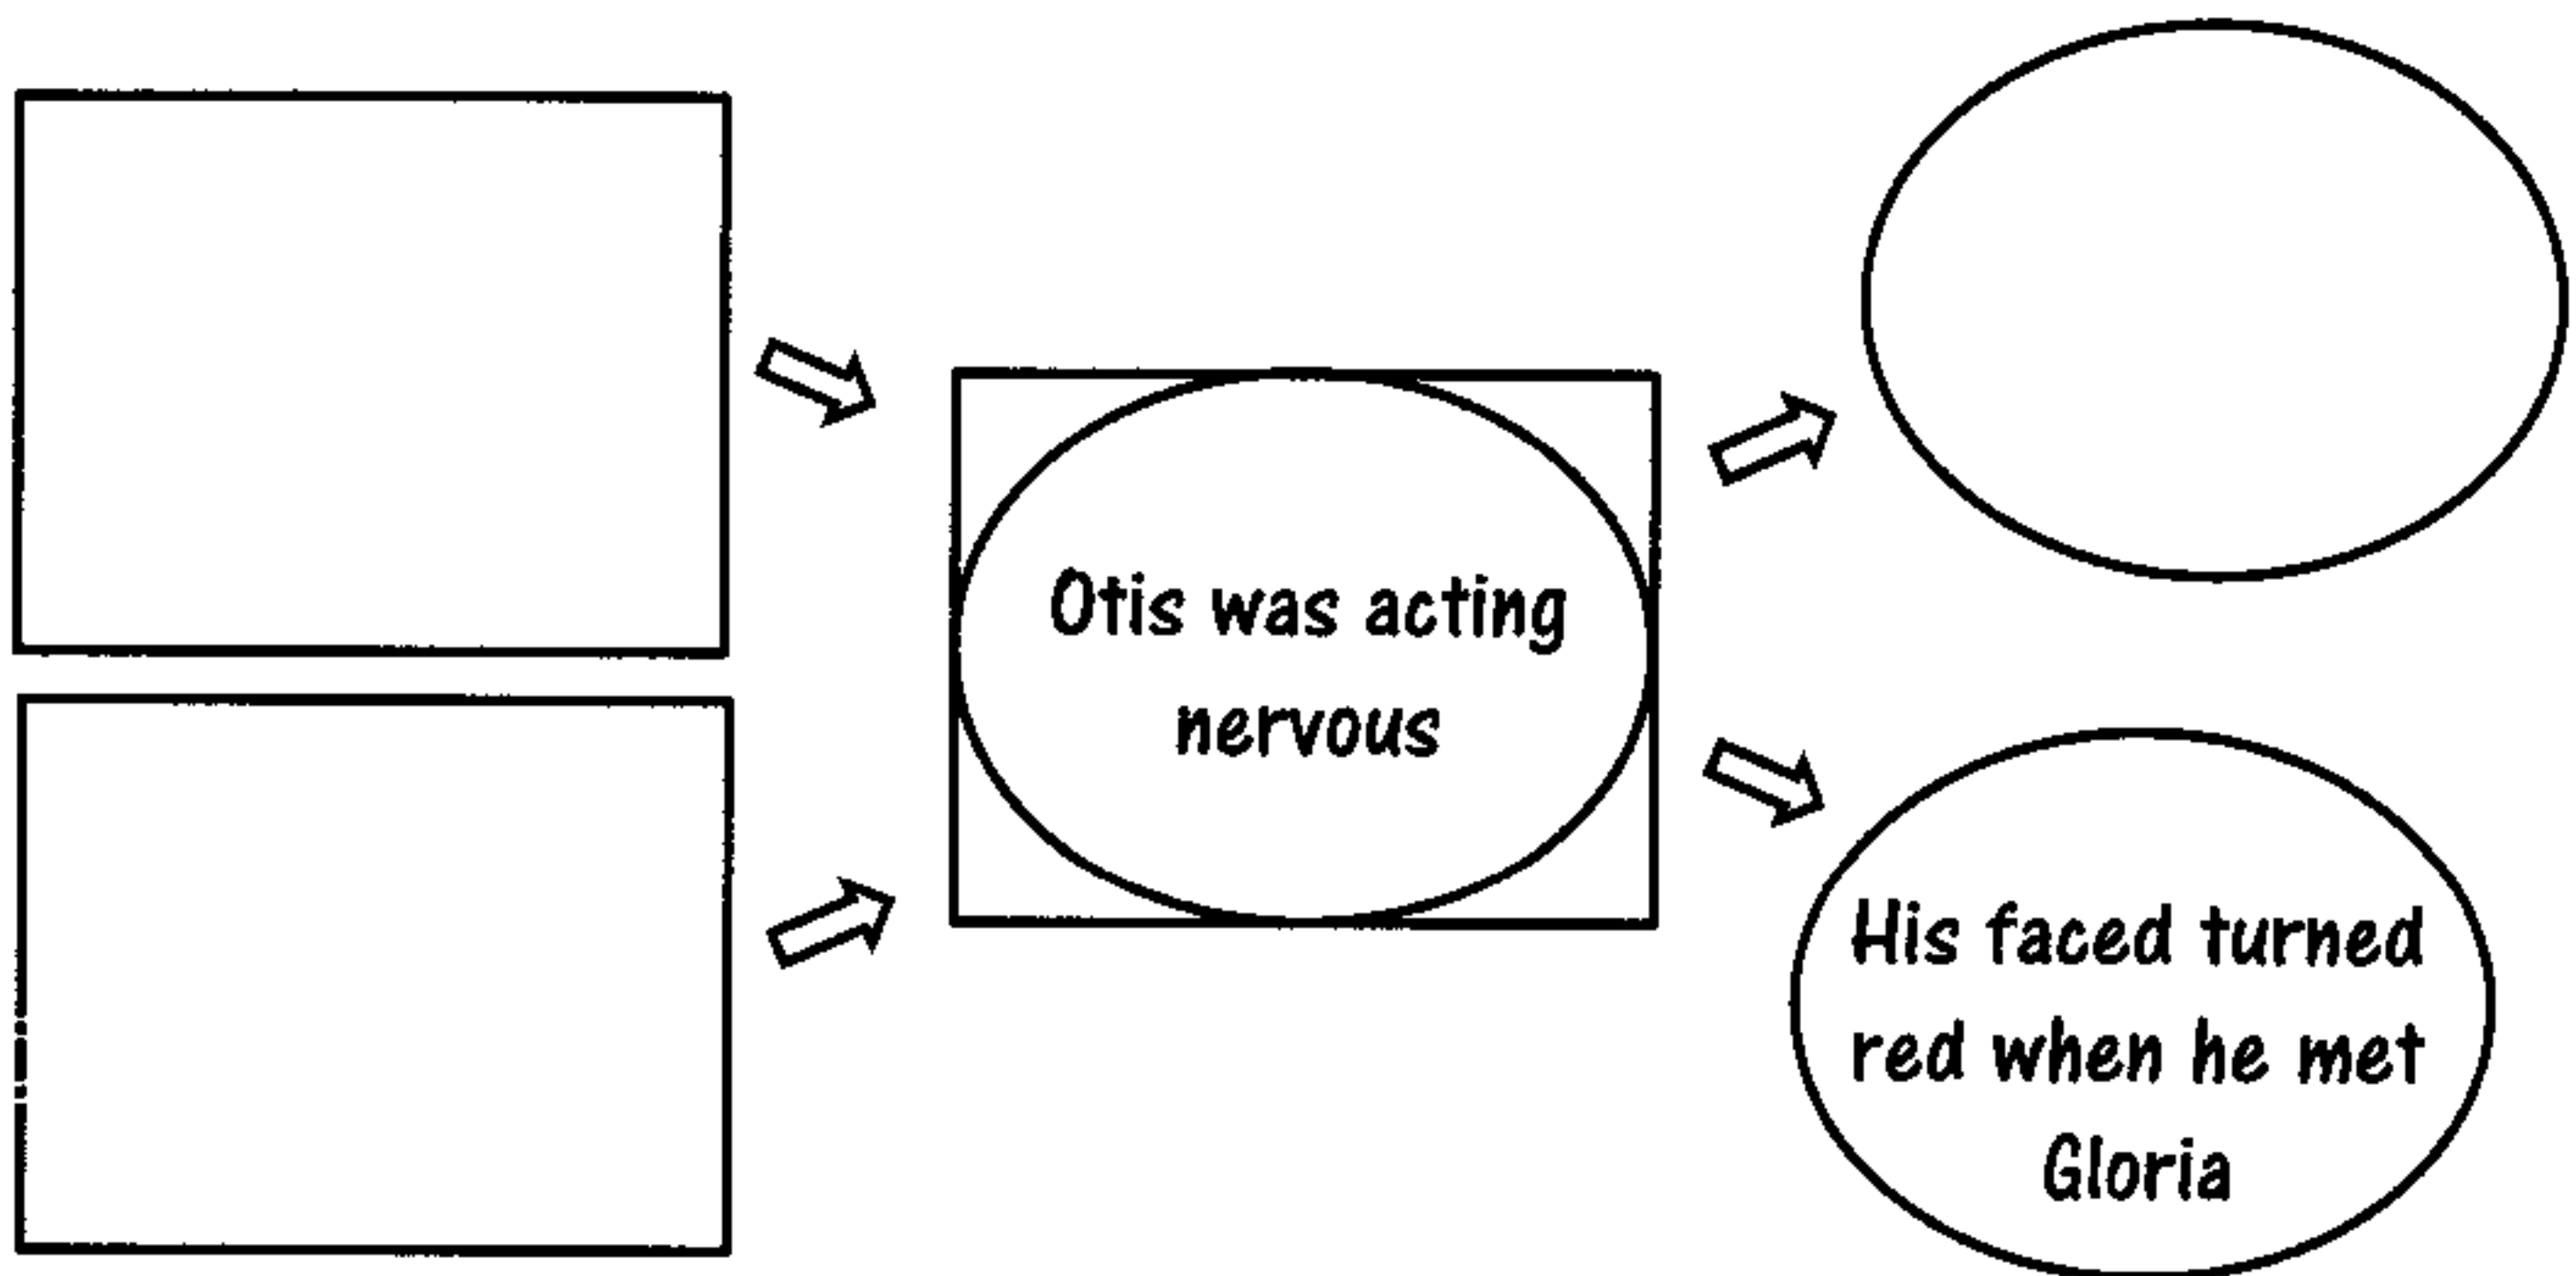 Otis was acting
nervous
His faced turned
red when he met
Gloria